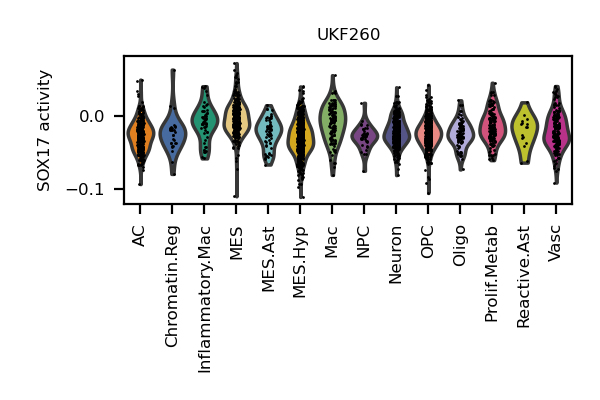 UKF260
SOX17 activity
0.0
−0.1
AC
Chromatin.Reg
Inflammatory.Mac
MES
MES.Ast
MES.Hyp
Mac
NPC
Neuron
OPC
Oligo
Prolif.Metab
Reactive.Ast
Vasc